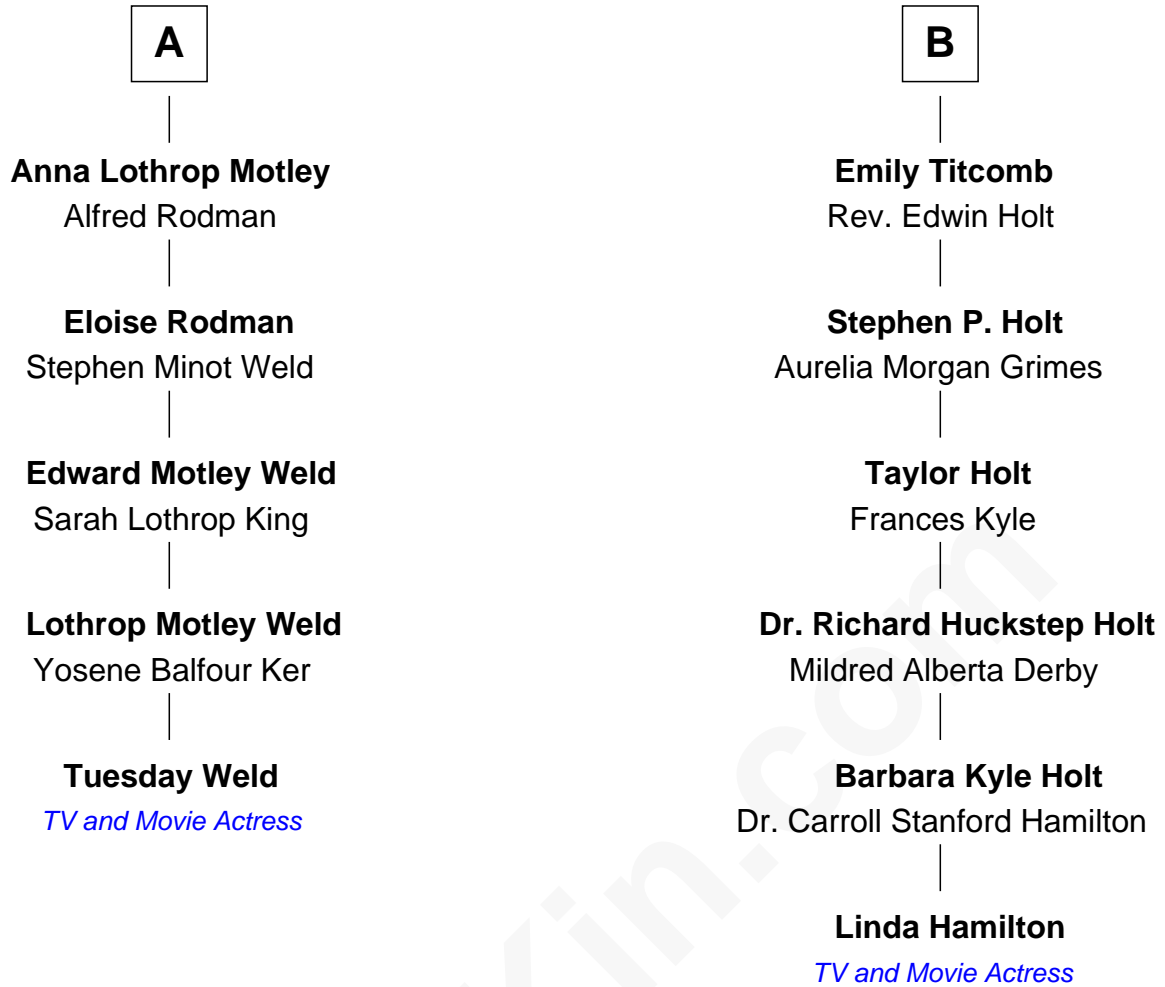 A
Anna Lothrop Motley
Alfred Rodman
Eloise Rodman
Stephen Minot Weld
Edward Motley Weld
Sarah Lothrop King
Lothrop Motley Weld
Yosene Balfour Ker
Tuesday Weld
TV and Movie Actress
B
Emily Titcomb
Rev. Edwin Holt
Stephen P. Holt
Aurelia Morgan Grimes
Taylor Holt
Frances Kyle
Dr. Richard Huckstep Holt
Mildred Alberta Derby
Barbara Kyle Holt
Dr. Carroll Stanford Hamilton
Linda Hamilton
TV and Movie Actress
Kin.com